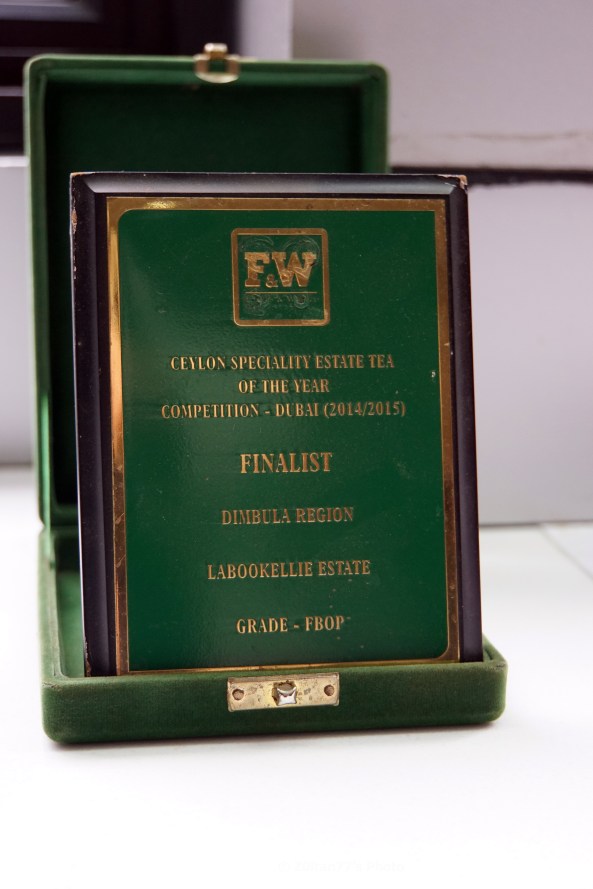 F&W
CEYLON SPECIALITY ESTATE TEA
OF THE YEAR
COMPETITION - DUBAI (2014/2015)
FINALIST
DIMBULA REGION
LABOOKELLIE ESTATE
GRADE - FBOP